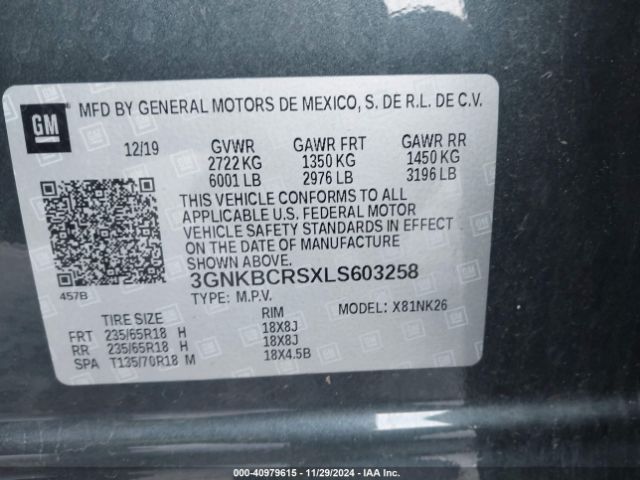 GM
MFD BY GENERAL MOTORS DE MEXICO, S. DE R.L. DE C.V.
12/19 GVWR GAWR FRT GAWR RR
2722 KG 1350 KG 1450 KG
6001 LB 2976 LB 3196 LB
THIS VEHICLE CONFORMS TO ALL
APPLICABLE U.S. FEDERAL MOTOR
VEHICLE SAFETY STANDARDS IN EFFECT
ON THE DATE OF MANUFACTURE
SHOWN ABOVE.
3GNKBCRSXLS603258
457B
TYPE: M.P.V. MODEL: X81NK26
TIRE SIZE RIM
FRT 235/65R18 H 18X8J
RR 235/65R18 H 18X8J
SPA T135/70R18 M 18X4.5B
000-40979615 - 11/29/2024 - IAA Inc.